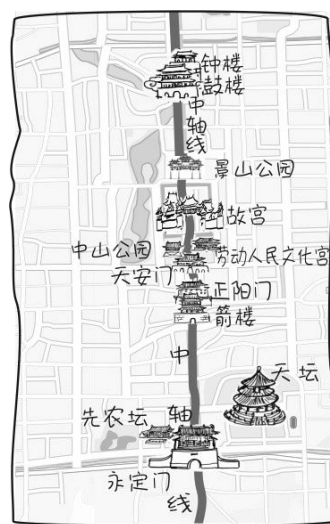 钟楼
鼓楼
中轴线
景山公园
故宫
中山公园
劳动人民文化宫
天安门
正阳门
箭楼
中轴线
天坛
先农坛
永定门